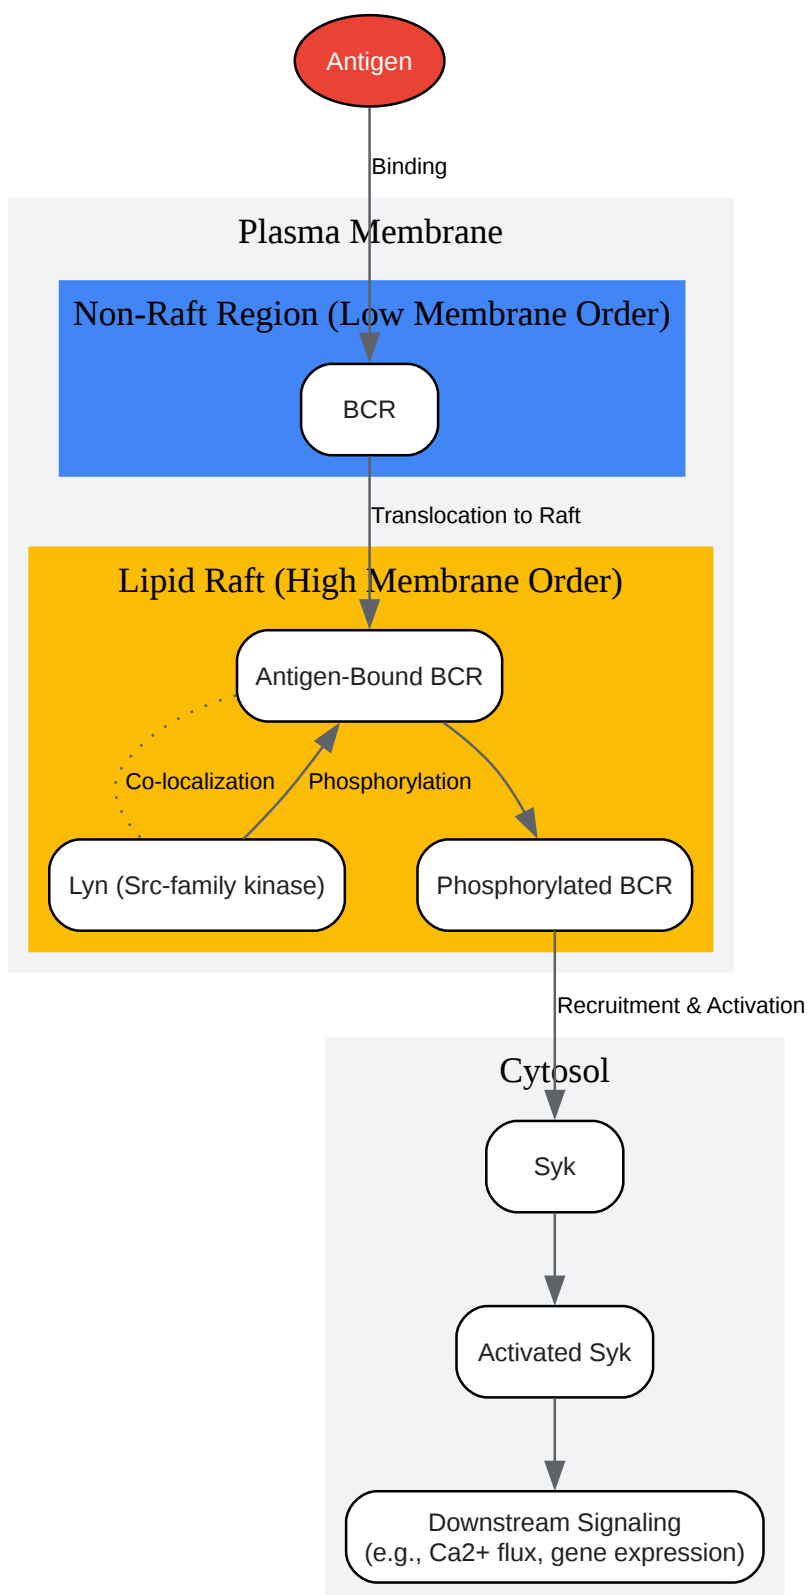 Antigen
Binding
Plasma Membrane
Non-Raft Region (Low Membrane Order)
BCR
Translocation to Raft
Lipid Raft (High Membrane Order)
Antigen-Bound BCR
Co-localization
Phosphorylation
Lyn (Src-family kinase)
Phosphorylated BCR
Recruitment & Activation
Cytosol
Syk
Activated Syk
Downstream Signaling
(e.g., Ca2+ flux, gene expression)